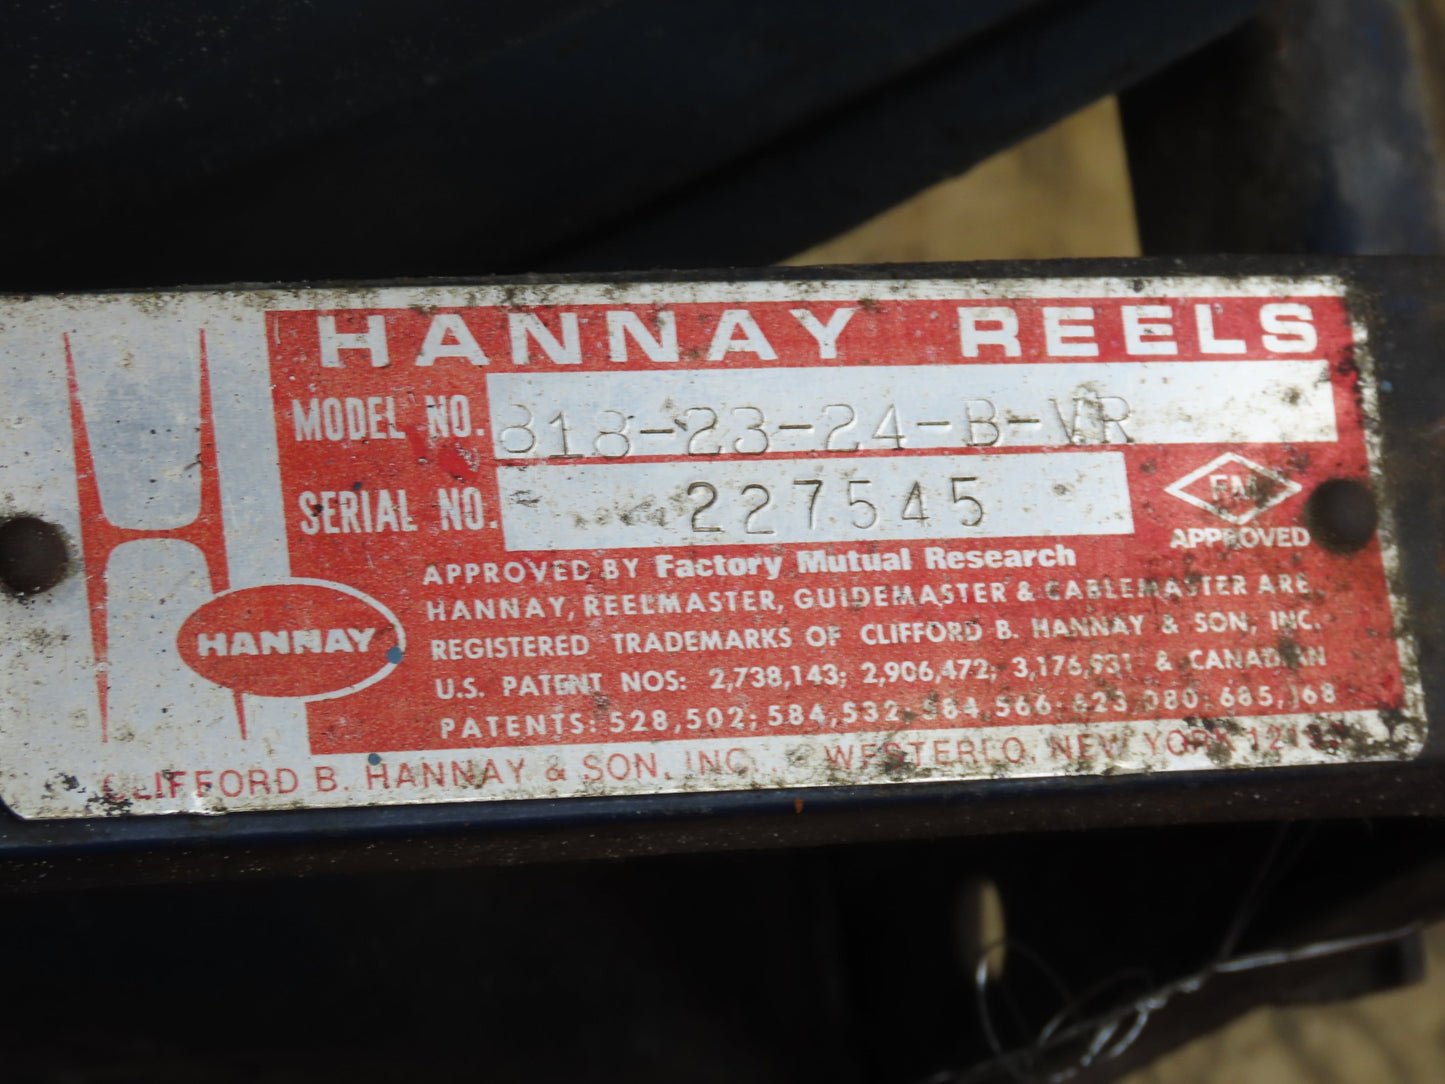 HANNAY REELS
MODEL NO. 818-23-24-B-VR
SERIAL NO. 227545
FM
APPROVED
APPROVED BY Factory Mutual Research
HANNAY, REELMASTER, GUIDEMASTER & CABLEMASTER ARE
REGISTERED TRADEMARKS OF CLIFFORD B. HANNAY & SON, INC.
U.S. PATENT NOS: 2,738,143; 2,906,472; 3,176,931 & CANADIAN
PATENTS: 528,502; 584,532; 584,566; 623,080; 685,168
HANNAY
CLIFFORD B. HANNAY & SON, INC. WESTERLO, NEW YORK